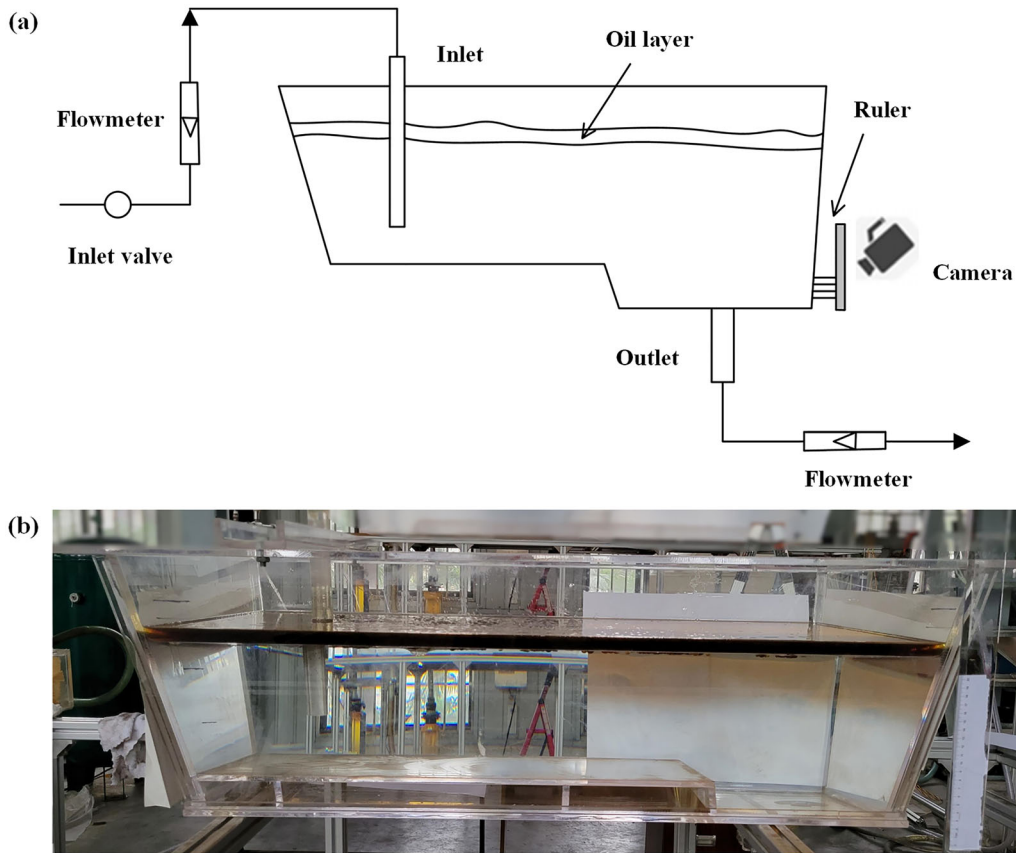 (a)
Inlet
Oil layer
Flowmeter
Ruler
Inlet valve
Camera
Outlet
Flowmeter
(b)